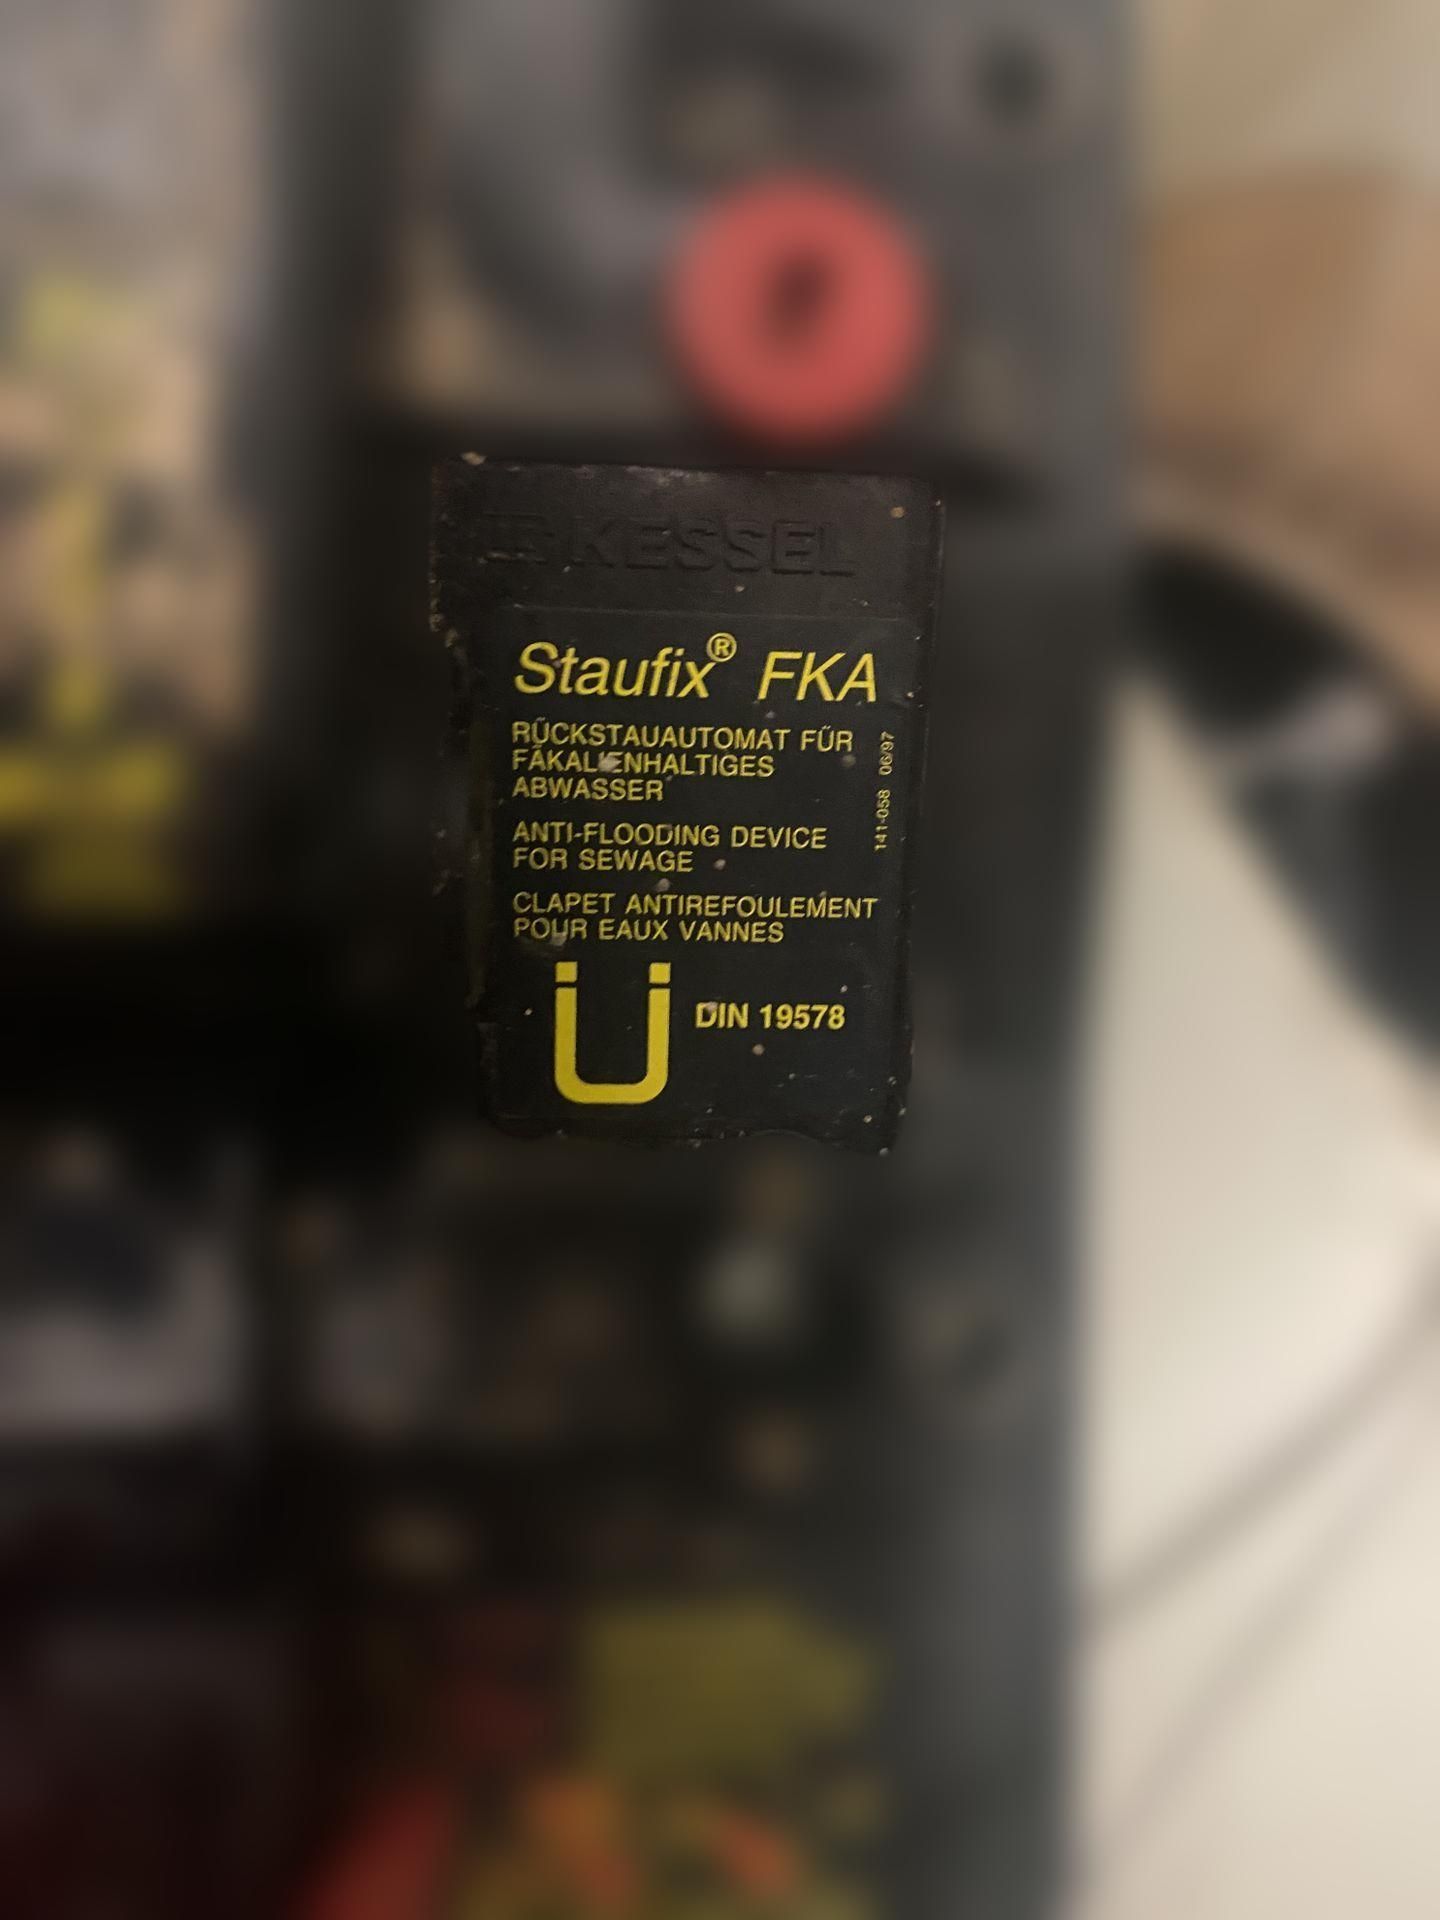 KESSEL
Staufix® FKA
RÜCKSTAUAUTOMAT FÜR
FÄKALIENHALTIGES
ABWASSER
ANTI-FLOODING DEVICE
FOR SEWAGE
CLAPET ANTIREFOULEMENT
POUR EAUX VANNES
141-058 06/97
Ü DIN 19578